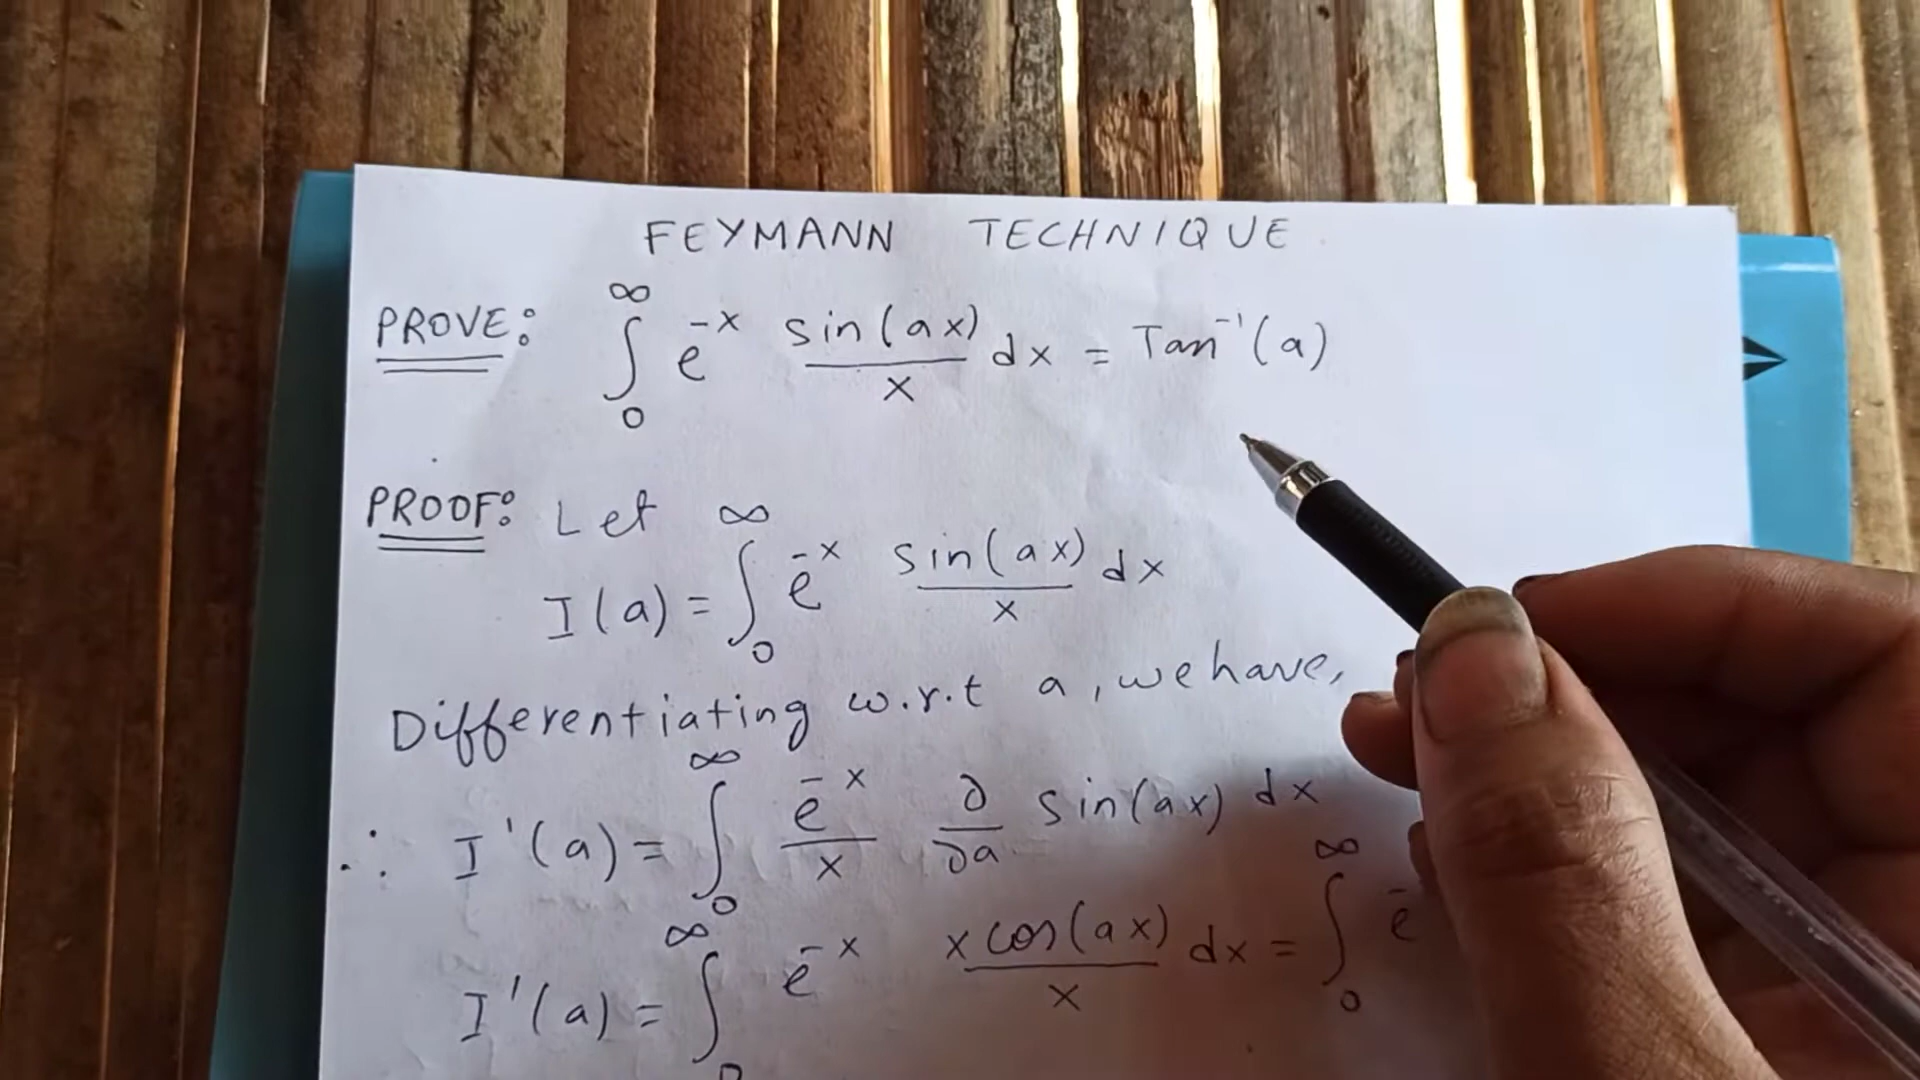 FEYMANN TECHNIQUE
PROVE: ∫₀^∞ e^{-x} sin(ax)/x dx = Tan⁻¹(a)
PROOF: Let
I(a) = ∫₀^∞ e^{-x} sin(ax)/x dx
Differentiating w.r.t a, we have,
∴ I'(a) = ∫₀^∞ e^{-x}/x ∂/∂a sin(ax) dx
I'(a) = ∫₀^∞ e^{-x} x cos(ax)/x dx = ∫₀^∞ e^-